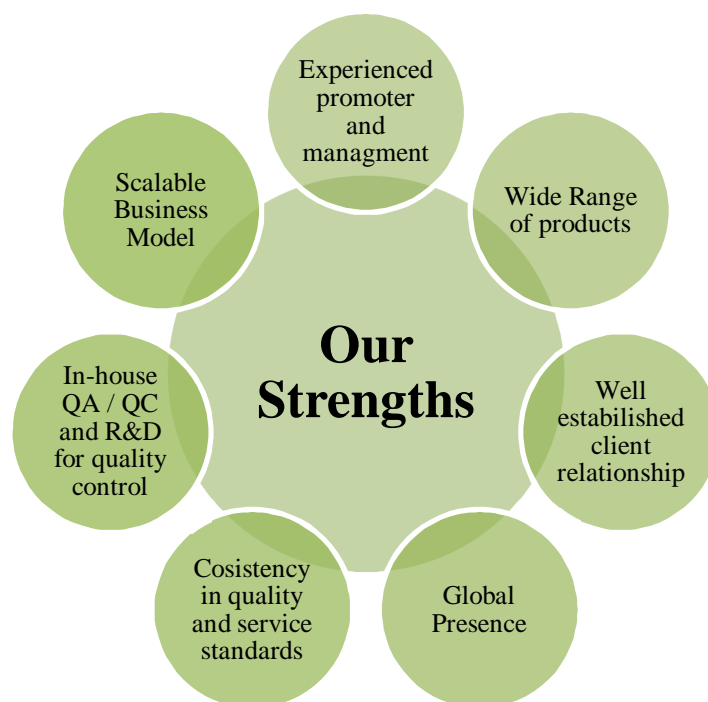 Experienced
promoter
and
managment
Wide Range
of products
Well
estabilished
client
relationship
Global
Presence
Cosistency
in quality
and service
standards
In-house
QA / QC
and R&D
for quality
control
Scalable
Business
Model
Our
Strengths